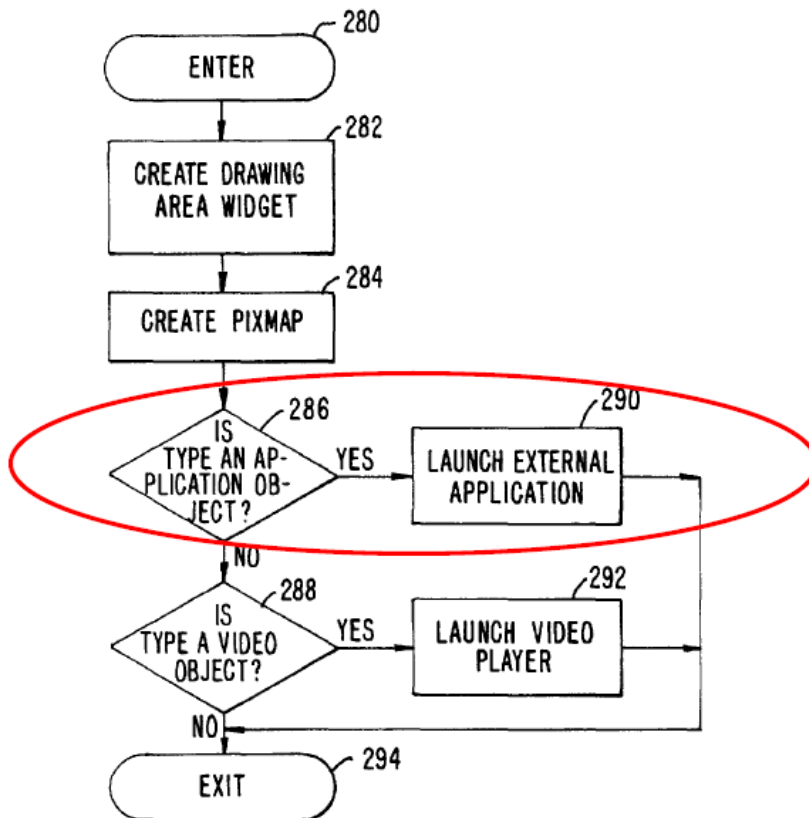 280
ENTER
282
CREATE DRAWING
AREA WIDGET
284
CREATE PIXMAP
286
IS
TYPE AN AP-
PLICATION OB-
JECT?
YES
290
LAUNCH EXTERNAL
APPLICATION
NO
288
IS
TYPE A VIDEO
OBJECT?
YES
292
LAUNCH VIDEO
PLAYER
NO
294
EXIT